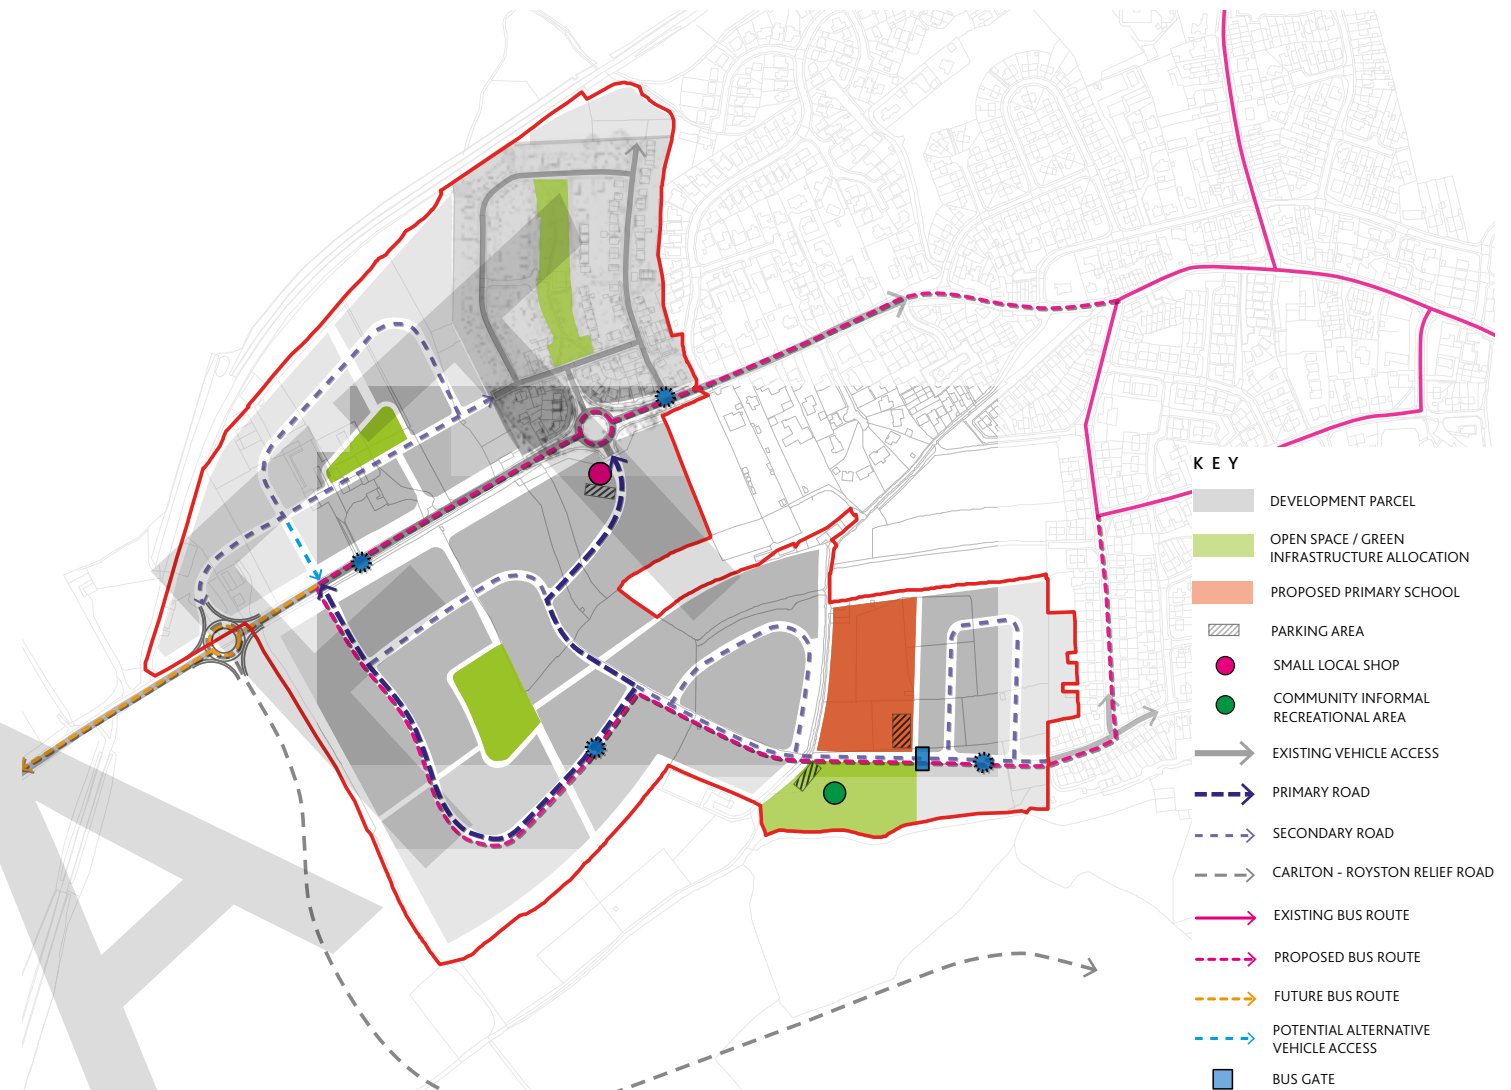 KEY
DEVELOPMENT PARCEL
OPEN SPACE / GREEN
INFRASTRUCTURE ALLOCATION
PROPOSED PRIMARY SCHOOL
PARKING AREA
SMALL LOCAL SHOP
COMMUNITY INFORMAL
RECREATIONAL AREA
EXISTING VEHICLE ACCESS
PRIMARY ROAD
SECONDARY ROAD
CARLTON - ROYSTON RELIEF ROAD
EXISTING BUS ROUTE
PROPOSED BUS ROUTE
FUTURE BUS ROUTE
POTENTIAL ALTERNATIVE
VEHICLE ACCESS
BUS GATE